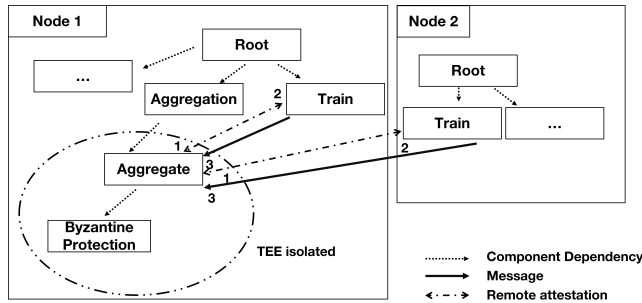 Node 1
Node 2
Root
Root
...
Aggregation
2
Train
Train
...
1
3
Aggregate
1
2
3
Byzantine
Protection
TEE isolated
Component Dependency
Message
Remote attestation